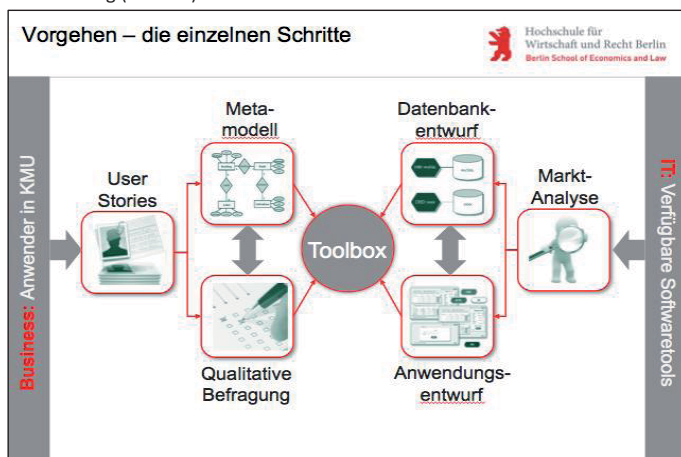 Vorgehen – die einzelnen Schritte
Hochschule für
Wirtschaft und Recht Berlin
Berlin School of Economics and Law
Business: Anwender in KMU
User
Stories
Meta-
modell
Qualitative
Befragung
Toolbox
Datenbank-
entwurf
Anwendungs-
entwurf
Markt-
Analyse
IT: Verfügbare Softwaretools